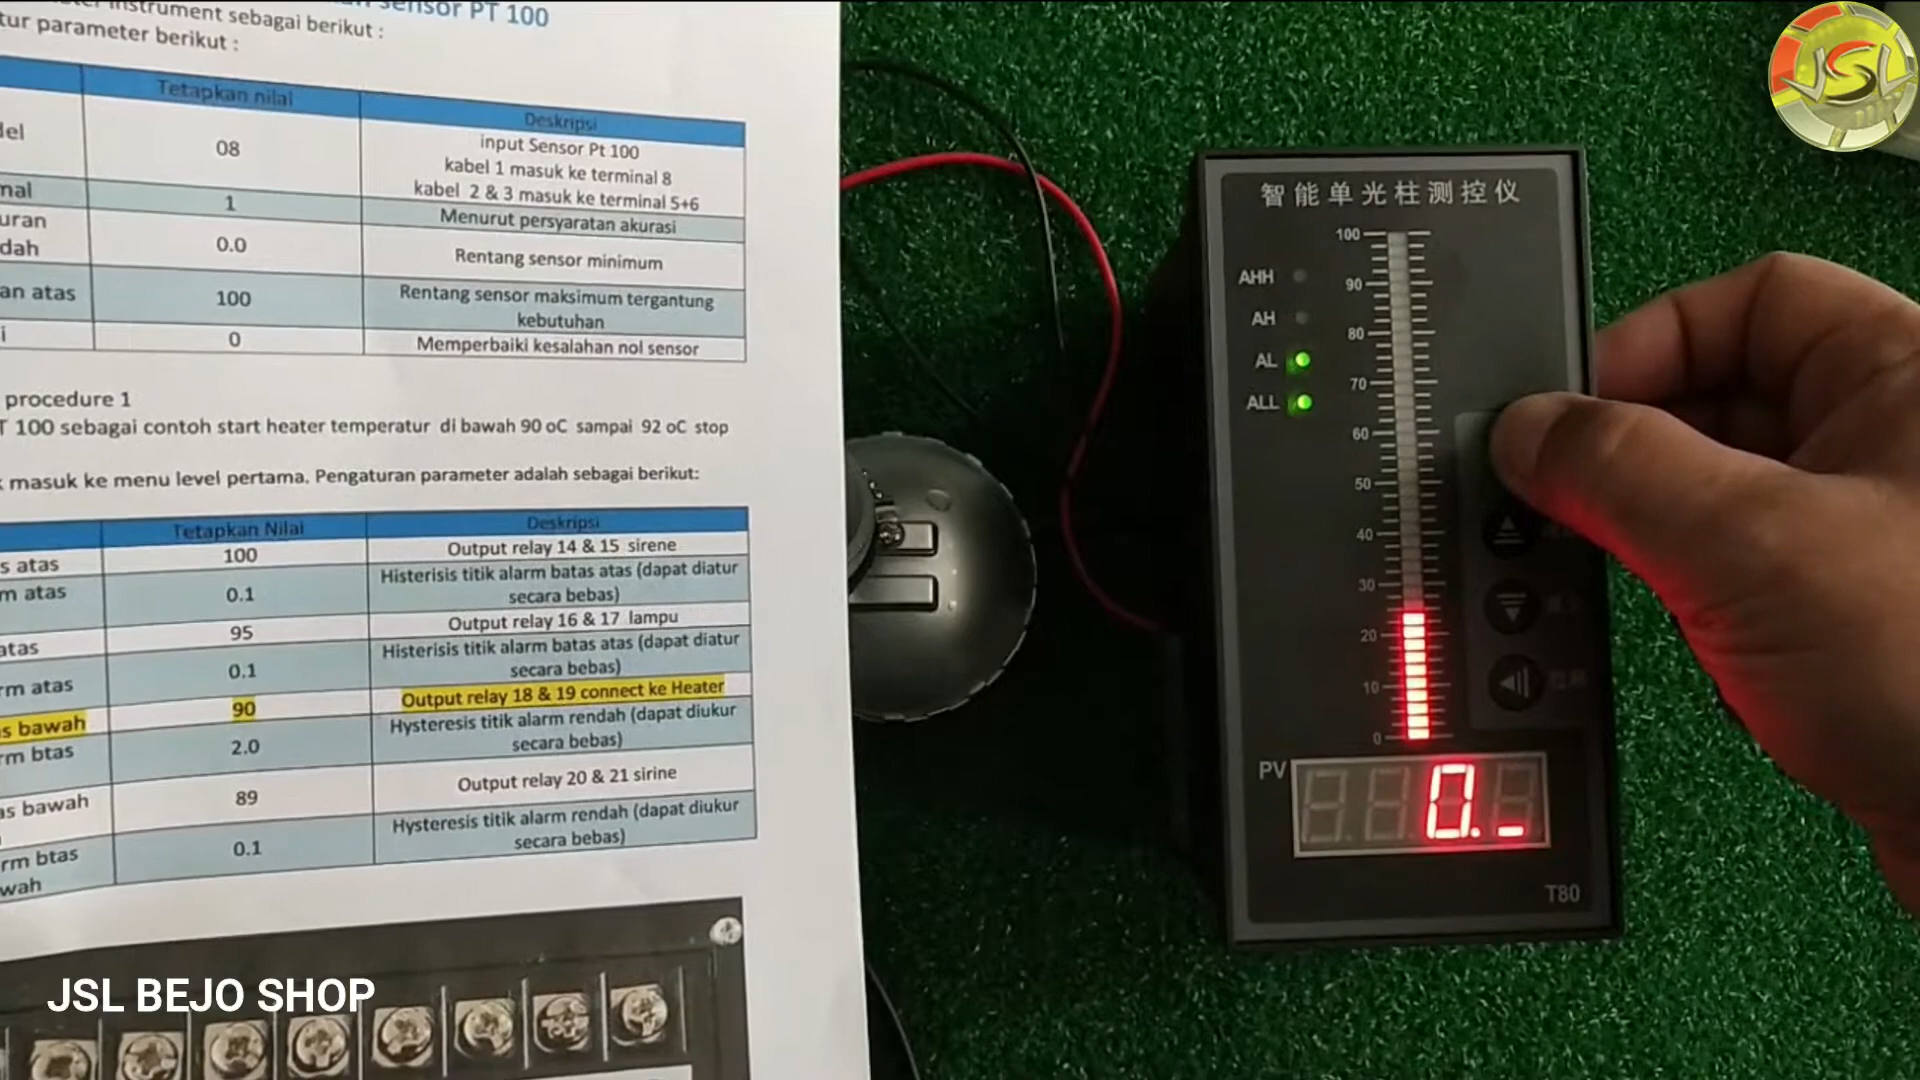 instrument sebagai berikut :
sensor PT 100
tur parameter berikut :
Tetapkan nilai
Deskripsi
del
08
input Sensor Pt 100
kabel 1 masuk ke terminal 8
kabel 2 & 3 masuk ke terminal 5+6
mal
1
Menurut persyaratan akurasi
uran
dah
0.0
Rentang sensor minimum
an atas
100
Rentang sensor maksimum tergantung
kebutuhan
i
0
Memperbaiki kesalahan nol sensor
procedure 1
T 100 sebagai contoh start heater temperatur di bawah 90 oC sampai 92 oC stop
masuk ke menu level pertama. Pengaturan parameter adalah sebagai berikut:
Tetapkan Nilai
Deskripsi
s atas
100
Output relay 14 & 15 sirene
m atas
0.1
Histerisis titik alarm batas atas (dapat diatur
secara bebas)
atas
95
Output relay 16 & 17 lampu
rm atas
0.1
Histerisis titik alarm batas atas (dapat diatur
secara bebas)
s bawah
90
Output relay 18 & 19 connect ke Heater
rm btas
2.0
Hysteresis titik alarm rendah (dapat diukur
secara bebas)
as bawah
89
Output relay 20 & 21 sirine
rm btas
wah
0.1
Hysteresis titik alarm rendah (dapat diukur
secara bebas)
JSL BEJO SHOP
JSL
智能单光柱测控仪
100
AHH
90
AH
80
AL
70
ALL
60
50
40
30
20
10
0
PV
0.-
T80